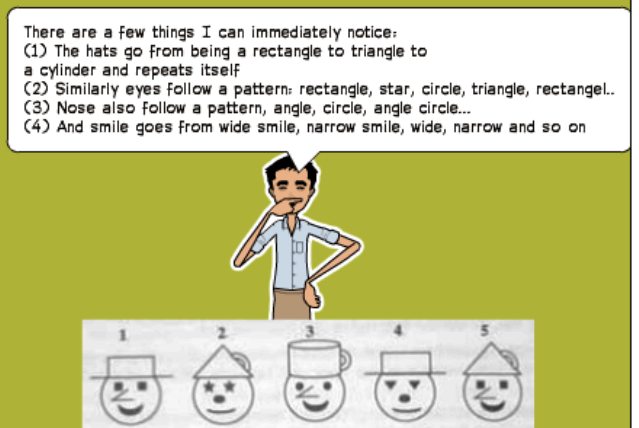 There are a few things I can immediately notice:
(1) The hats go from being a rectangle to triangle to
a cylinder and repeats itself
(2) Similarly eyes follow a pattern: rectangle, star, circle, triangle, rectangel..
(3) Nose also follow a pattern, angle, circle, angle circle...
(4) And smile goes from wide smile, narrow smile, wide, narrow and so on
1 2 3 4 5